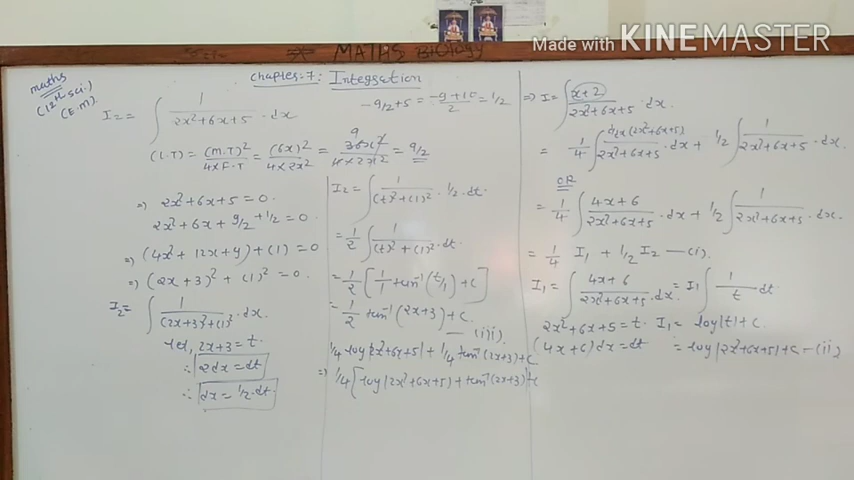 Made with KINEMASTER
MATHS BIOLOGY
maths
(12th sci.)
(E.M).
Chapter-7: Integration
I₂ = ∫ 1/(2x²+6x+5) · dx
-9/2+5 = (-9+10)/2 = 1/2
(L.T) = (M.T)²/(4×F.T) = (6x)²/(4×2x²) = 36x²/(4×2x²) = 9/2
⇒ 2x²+6x+5 = 0.
2x²+6x+9/2+1/2 = 0.
⇒ (4x²+12x+9)+(1) = 0
⇒ (2x+3)²+(1)² = 0.
I₂ = ∫ 1/((2x+3)²+(1)²) · dx
Let, 2x+3 = t.
∴ 2dx = dt
∴ dx = 1/2·dt.
I₂ = ∫ 1/((t)²+(1)²) · 1/2·dt.
= 1/2 ∫ 1/((t)²+(1)²) · dt.
= 1/2 [1/1 tan⁻¹(t/1)+c]
= 1/2 tan⁻¹(2x+3)+c.
1/4 log|2x²+6x+5| + 1/4 tan⁻¹(2x+3)+c
⇒ 1/4 [log|2x²+6x+5| + tan⁻¹(2x+3)]+c
⇒ I = ∫ (x+2)/(2x²+6x+5) · dx.
= 1/4 ∫ d/dx(2x²+6x+5)/(2x²+6x+5) · dx + 1/2 ∫ 1/(2x²+6x+5) · dx.
OR
= 1/4 ∫ (4x+6)/(2x²+6x+5) · dx + 1/2 ∫ 1/(2x²+6x+5) · dx.
= 1/4 I₁ + 1/2 I₂ —(i).
I₁ = ∫ (4x+6)/(2x²+6x+5) · dx = I₁ ∫ 1/t dt
2x²+6x+5 = t. I₁ = log|t|+c.
(4x+6)dx = dt = log|2x²+6x+5|+c —(ii)